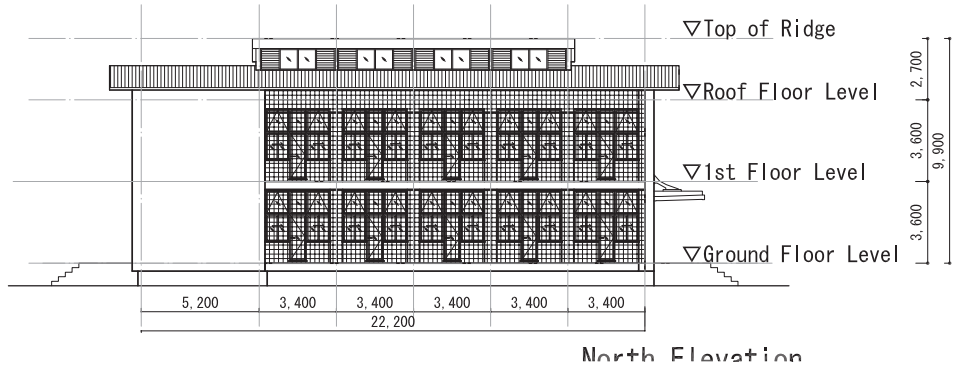 ▽Top of Ridge
2,700
▽Roof Floor Level
3,600
9,900
▽1st Floor Level
3,600
▽Ground Floor Level
5,200 3,400 3,400 3,400 3,400 3,400
22,200
North Elevation